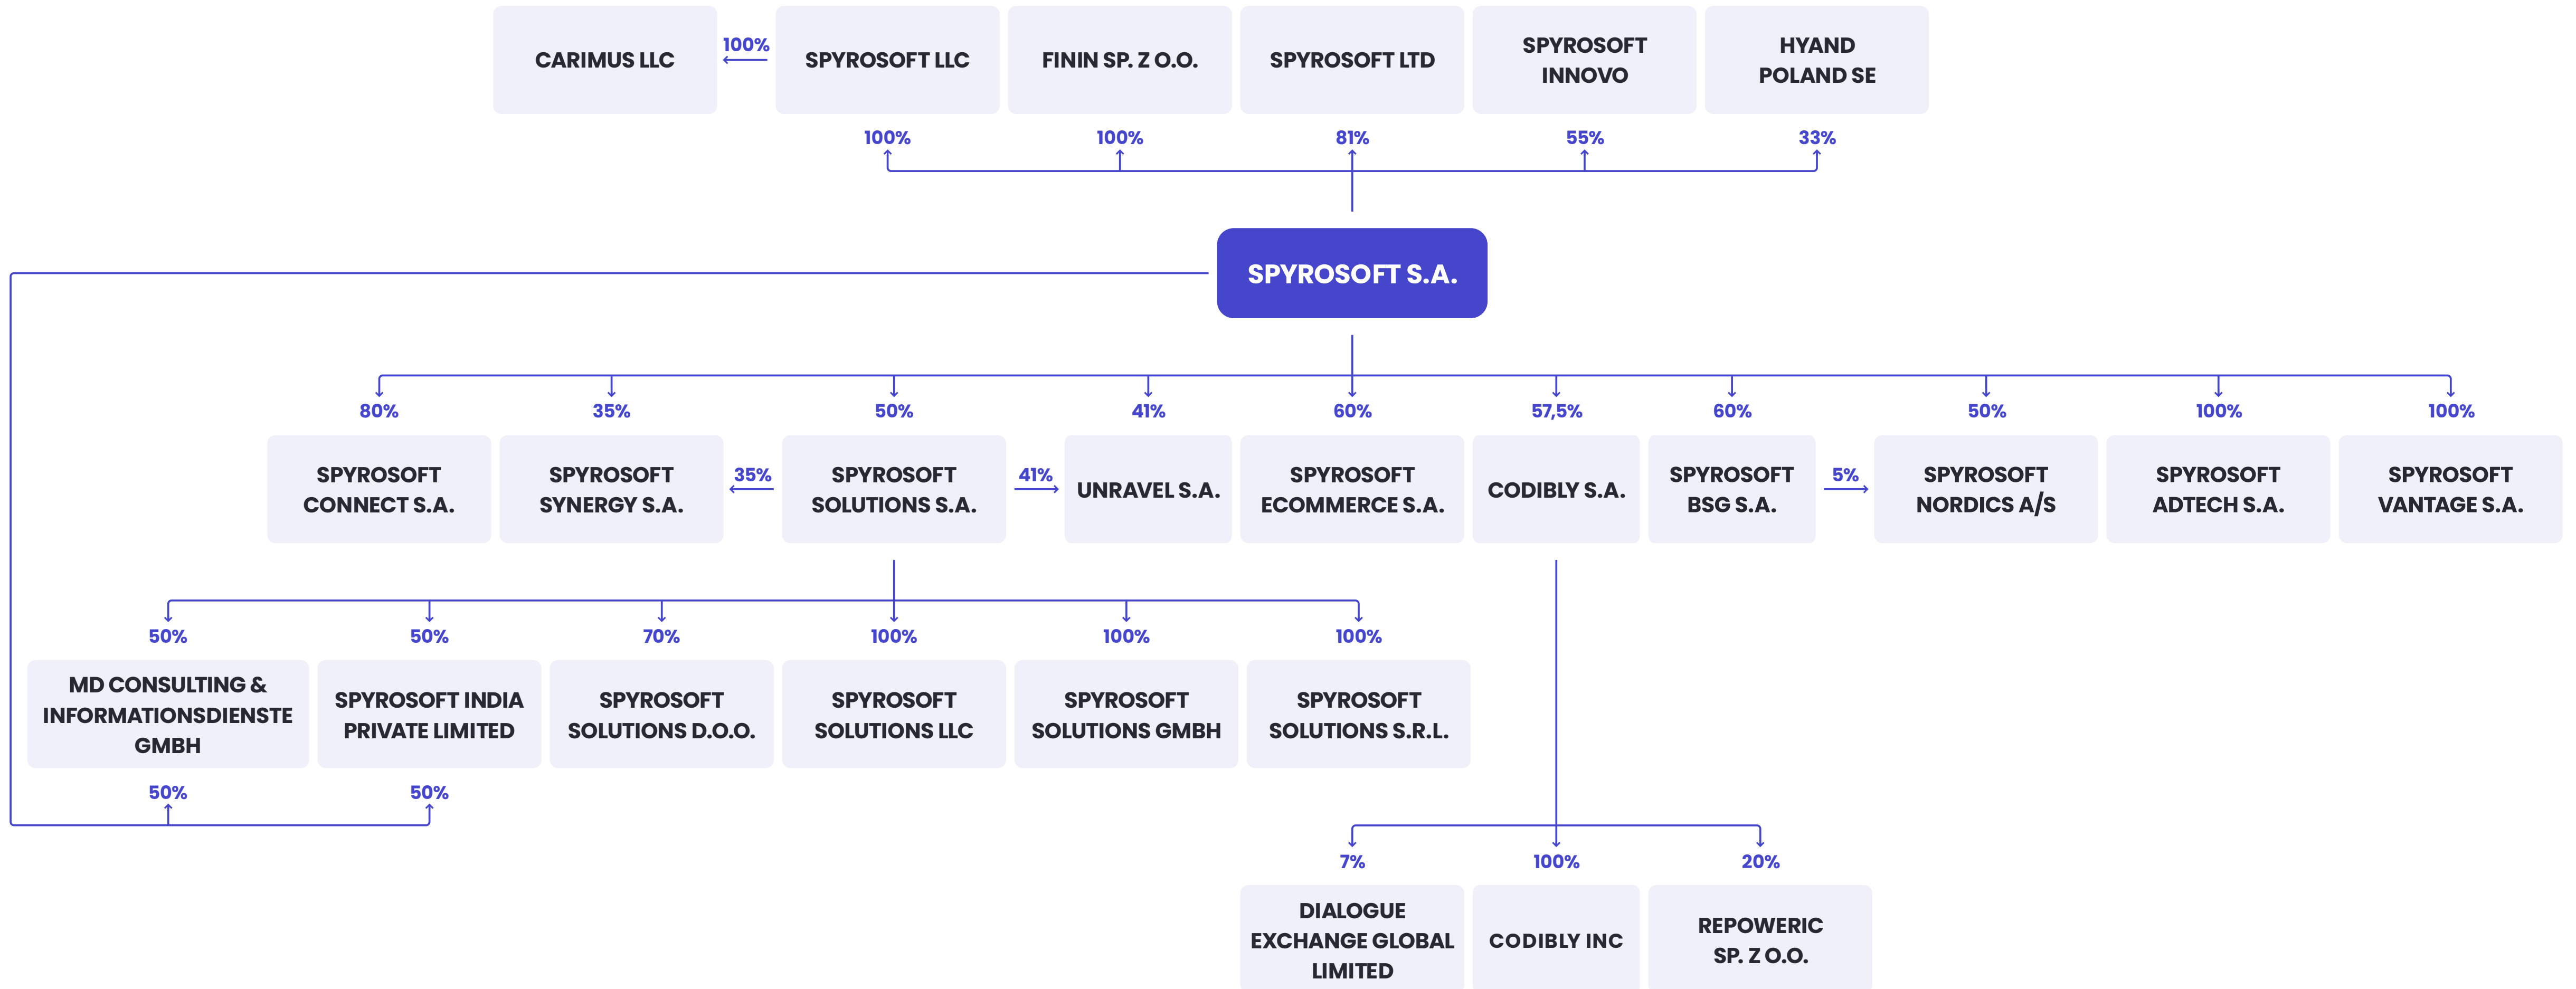 CARIMUS LLC
100%
SPYROSOFT LLC
FININ SP. Z O.O.
SPYROSOFT LTD
SPYROSOFT
INNOVO
HYAND
POLAND SE
100%
100%
81%
55%
33%
SPYROSOFT S.A.
80%
35%
50%
41%
60%
57,5%
60%
50%
100%
100%
SPYROSOFT
CONNECT S.A.
SPYROSOFT
SYNERGY S.A.
35%
SPYROSOFT
SOLUTIONS S.A.
41%
UNRAVEL S.A.
SPYROSOFT
ECOMMERCE S.A.
CODIBLY S.A.
SPYROSOFT
BSG S.A.
5%
SPYROSOFT
NORDICS A/S
SPYROSOFT
ADTECH S.A.
SPYROSOFT
VANTAGE S.A.
50%
50%
70%
100%
100%
100%
MD CONSULTING &
INFORMATIONSDIENSTE
GMBH
SPYROSOFT INDIA
PRIVATE LIMITED
SPYROSOFT
SOLUTIONS D.O.O.
SPYROSOFT
SOLUTIONS LLC
SPYROSOFT
SOLUTIONS GMBH
SPYROSOFT
SOLUTIONS S.R.L.
50%
50%
7%
100%
20%
DIALOGUE
EXCHANGE GLOBAL
LIMITED
CODIBLY INC
REPOWERIC
SP. Z O.O.